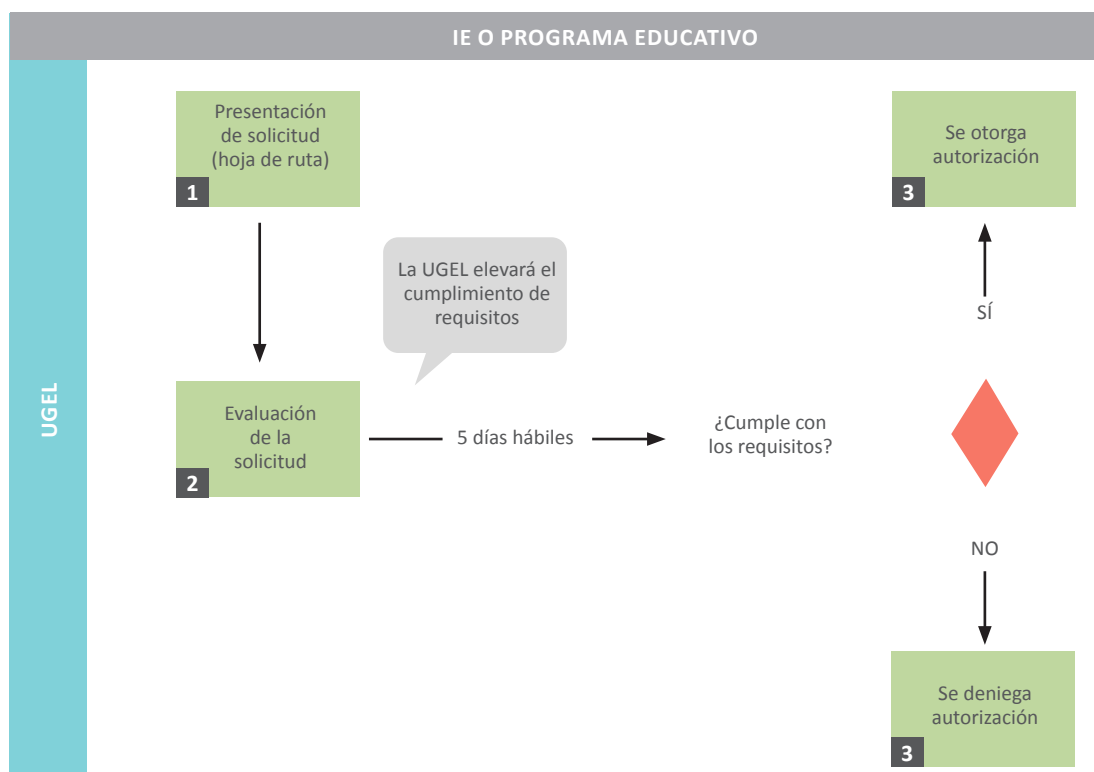 IE O PROGRAMA EDUCATIVO
UGEL
Presentación
de solicitud
(hoja de ruta)
1
La UGEL elevará el
cumplimiento de
requisitos
Evaluación
de la
solicitud
2
5 días hábiles
¿Cumple con
los requisitos?
Se otorga
autorización
3
SÍ
NO
Se deniega
autorización
3